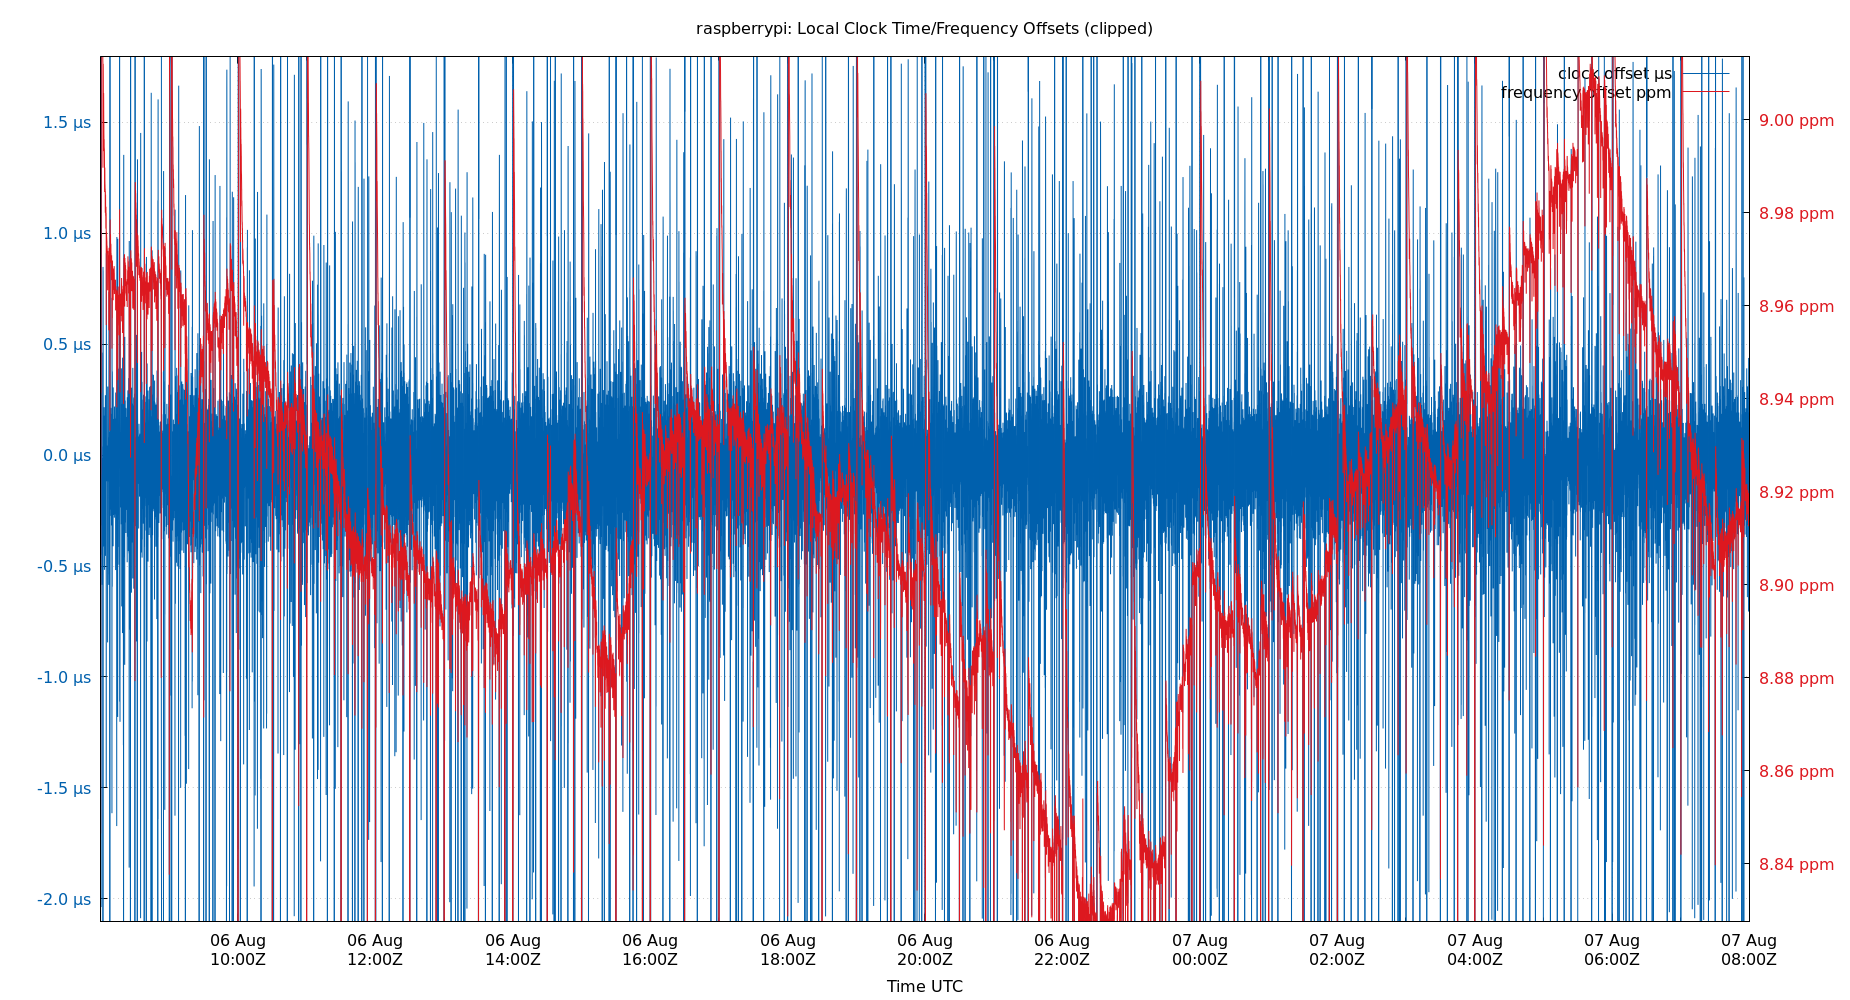 raspberrypi: Local Clock Time/Frequency Offsets (clipped)
clock offset µs
frequency offset ppm
1.5 µs
1.0 µs
0.5 µs
0.0 µs
-0.5 µs
-1.0 µs
-1.5 µs
-2.0 µs
9.00 ppm
8.98 ppm
8.96 ppm
8.94 ppm
8.92 ppm
8.90 ppm
8.88 ppm
8.86 ppm
8.84 ppm
06 Aug 06 Aug 06 Aug 06 Aug 06 Aug 06 Aug 06 Aug 07 Aug 07 Aug 07 Aug 07 Aug 07 Aug
10:00Z 12:00Z 14:00Z 16:00Z 18:00Z 20:00Z 22:00Z 00:00Z 02:00Z 04:00Z 06:00Z 08:00Z
Time UTC